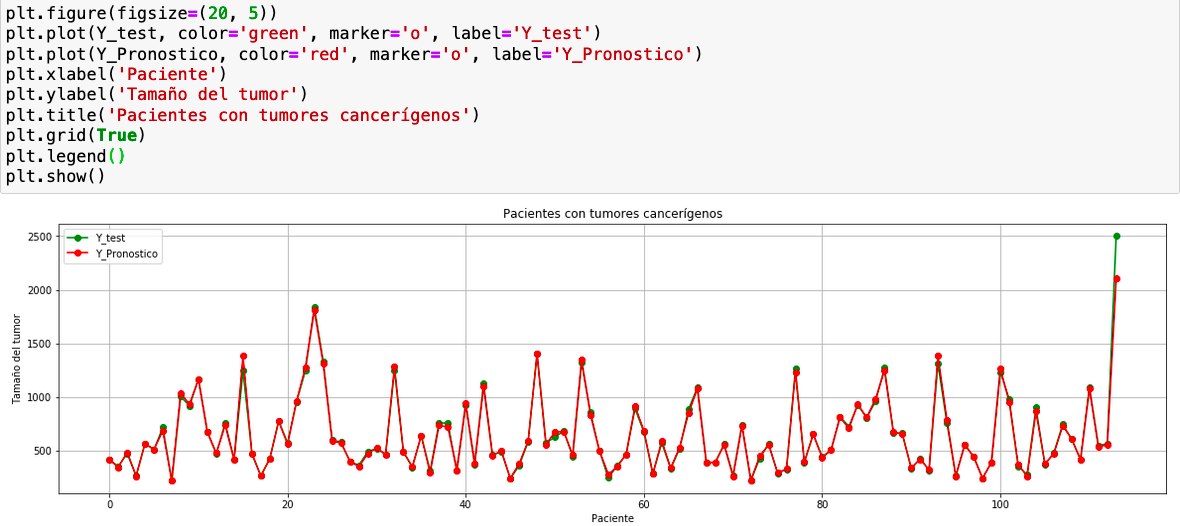 plt.figure(figsize=(20, 5))
plt.plot(Y_test, color='green', marker='o', label='Y_test')
plt.plot(Y_Pronostico, color='red', marker='o', label='Y_Pronostico')
plt.xlabel('Paciente')
plt.ylabel('Tamaño del tumor')
plt.title('Pacientes con tumores cancerígenos')
plt.grid(True)
plt.legend()
plt.show()
Pacientes con tumores cancerígenos
Y_test
Y_Pronostico
2500
2000
1500
1000
500
Tamaño del tumor
0 20 40 60 80 100
Paciente